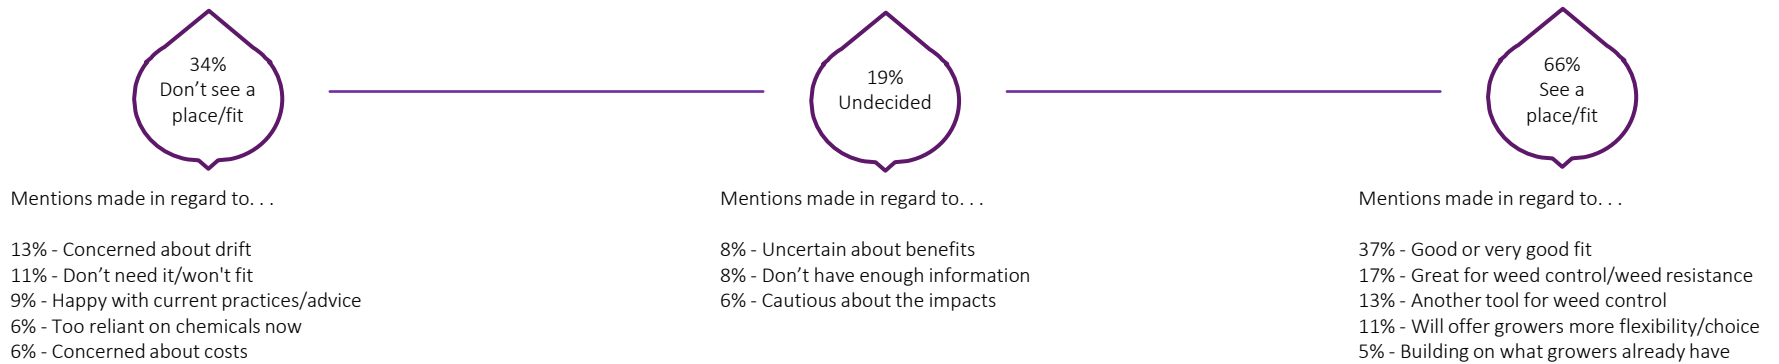 34%
Don’t see a
place/fit
19%
Undecided
66%
See a
place/fit
Mentions made in regard to. . .
13% - Concerned about drift
11% - Don’t need it/won't fit
9% - Happy with current practices/advice
6% - Too reliant on chemicals now
6% - Concerned about costs
Mentions made in regard to. . .
8% - Uncertain about benefits
8% - Don’t have enough information
6% - Cautious about the impacts
Mentions made in regard to. . .
37% - Good or very good fit
17% - Great for weed control/weed resistance
13% - Another tool for weed control
11% - Will offer growers more flexibility/choice
5% - Building on what growers already have